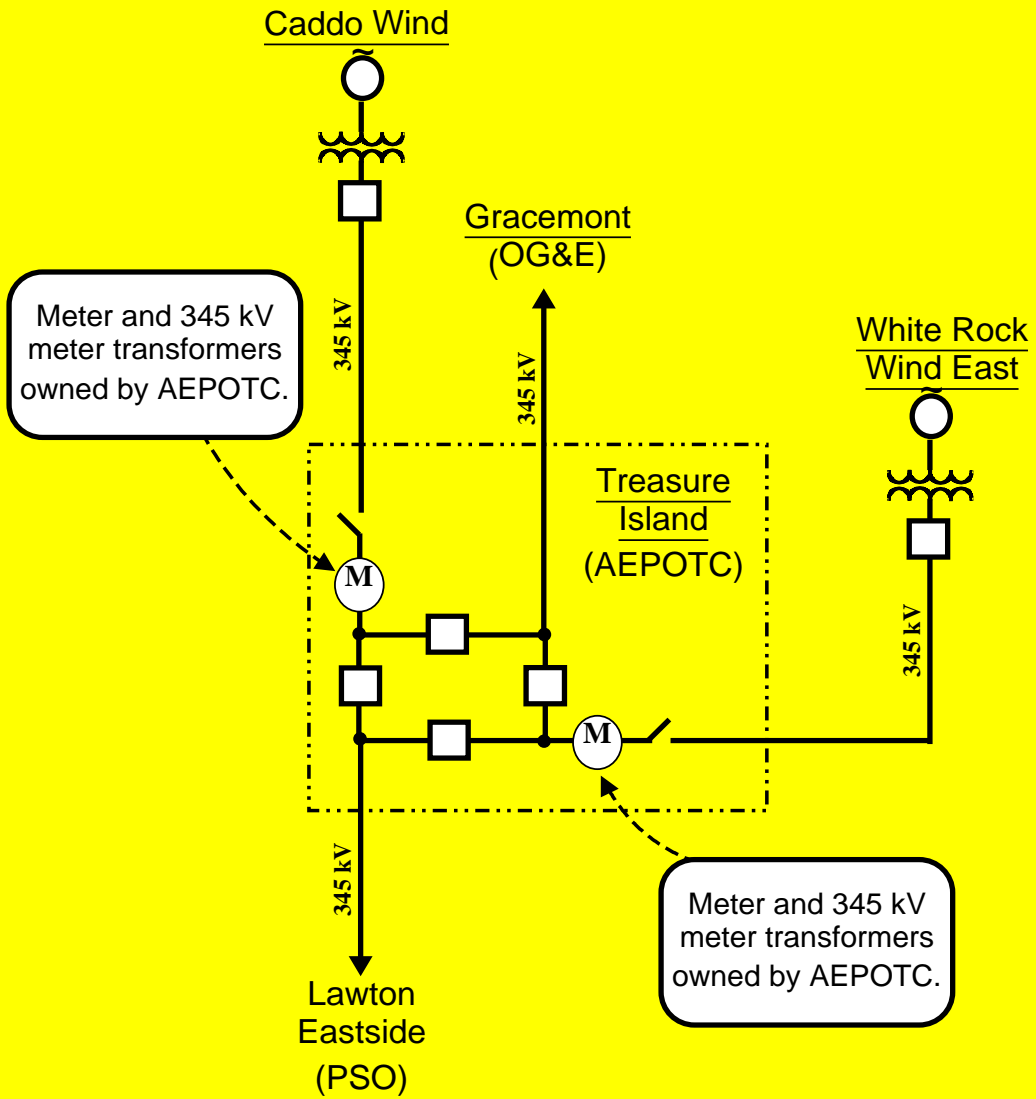 Caddo Wind
~
Gracemont
(OG&E)
Meter and 345 kV
meter transformers
owned by AEPOTC.
345 kV
345 kV
White Rock
Wind East
~
Treasure
Island
(AEPOTC)
M
345 kV
M
345 kV
Meter and 345 kV
meter transformers
owned by AEPOTC.
Lawton
Eastside
(PSO)